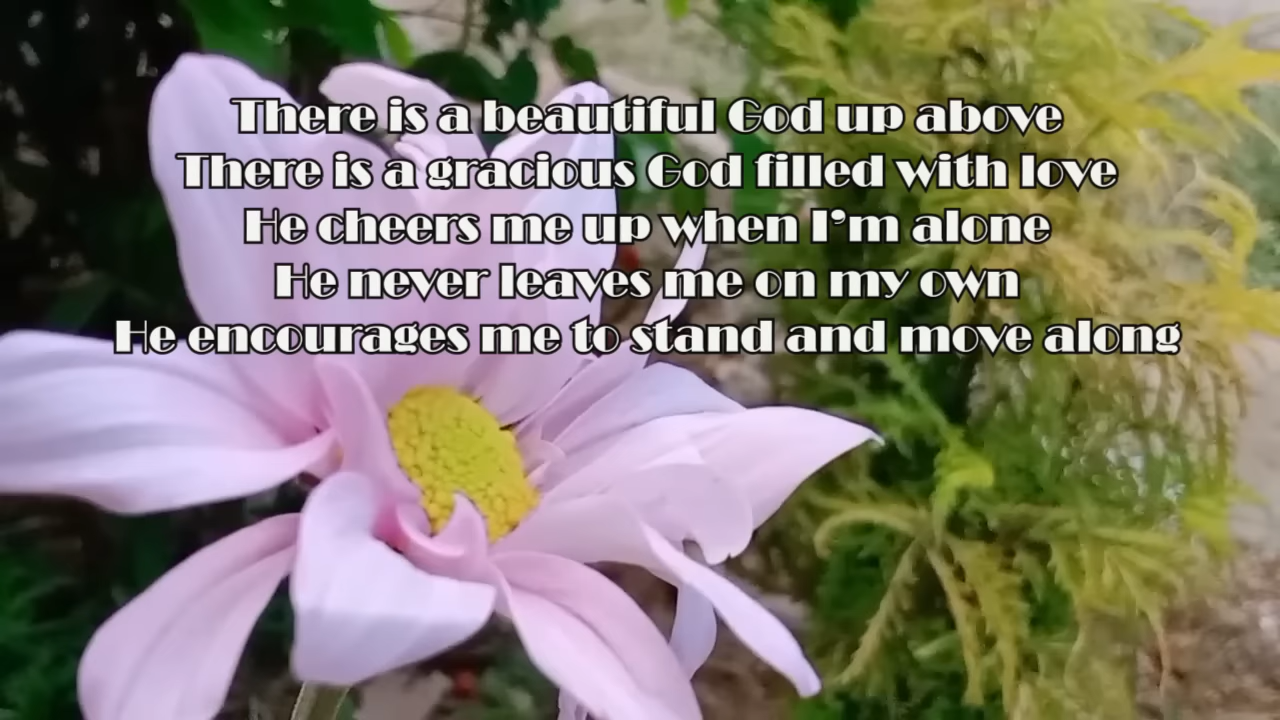 There is a beautiful God up above
There is a gracious God filled with love
He cheers me up when I'm alone
He never leaves me on my own
He encourages me to stand and move along